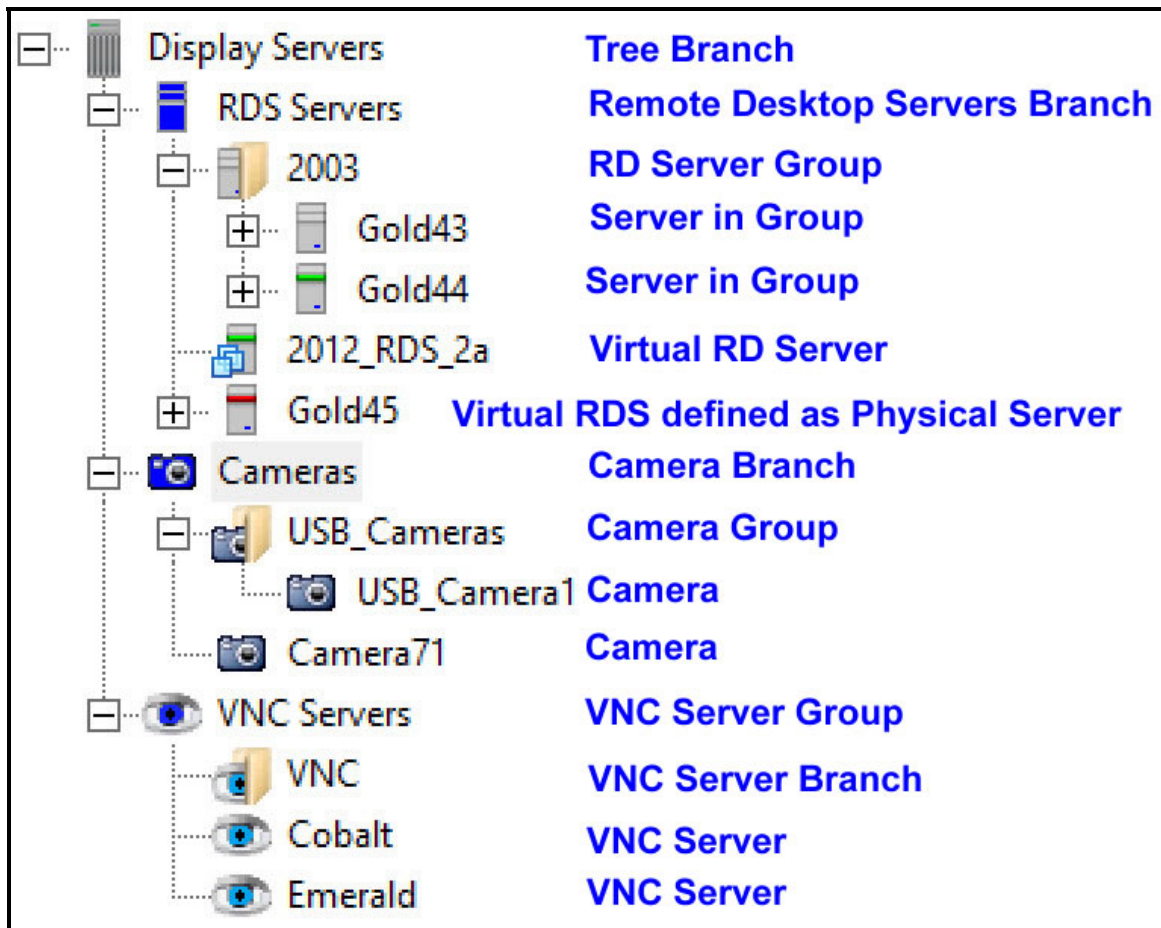 Display Servers Tree Branch
RDS Servers Remote Desktop Servers Branch
2003 RD Server Group
Gold43 Server in Group
Gold44 Server in Group
2012_RDS_2a Virtual RD Server
Gold45 Virtual RDS defined as Physical Server
Cameras Camera Branch
USB_Cameras Camera Group
USB_Camera1 Camera
Camera71 Camera
VNC Servers VNC Server Group
VNC VNC Server Branch
Cobalt VNC Server
Emerald VNC Server